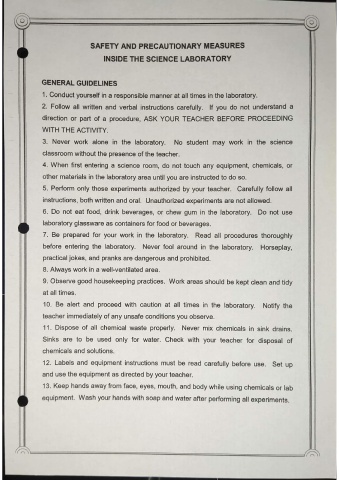 SAFETY AND PRECAUTIONARY MEASURES
INSIDE THE SCIENCE LABORATORY
GENERAL GUIDELINES
1. Conduct yourself in a responsible manner at all times in the laboratory.
2. Follow all written and verbal instructions carefully. If you do not understand a
direction or part of a procedure, ASK YOUR TEACHER BEFORE PROCEEDING
WITH THE ACTIVITY.
3. Never work alone in the laboratory. No student may work in the science
classroom without the presence of the teacher.
4. When first entering a science room, do not touch any equipment, chemicals, or
other materials in the laboratory area until you are instructed to do so.
5. Perform only those experiments authorized by your teacher. Carefully follow all
instructions, both written and oral. Unauthorized experiments are not allowed.
6. Do not eat food, drink beverages, or chew gum in the laboratory. Do not use
laboratory glassware as containers for food or beverages.
7. Be prepared for your work in the laboratory. Read all procedures thoroughly
before entering the laboratory. Never fool around in the laboratory. Horseplay,
practical jokes, and pranks are dangerous and prohibited.
8. Always work in a well-ventilated area.
9. Observe good housekeeping practices. Work areas should be kept clean and tidy
at all times.
10. Be alert and proceed with caution at all times in the laboratory. Notify the
teacher immediately of any unsafe conditions you observe.
11. Dispose of all chemical waste properly. Never mix chemicals in sink drains.
Sinks are to be used only for water. Check with your teacher for disposal of
chemicals and solutions.
12. Labels and equipment instructions must be read carefully before use. Set up
and use the equipment as directed by your teacher.
13. Keep hands away from face, eyes, mouth, and body while using chemicals or lab
equipment. Wash your hands with soap and water after performing all experiments.